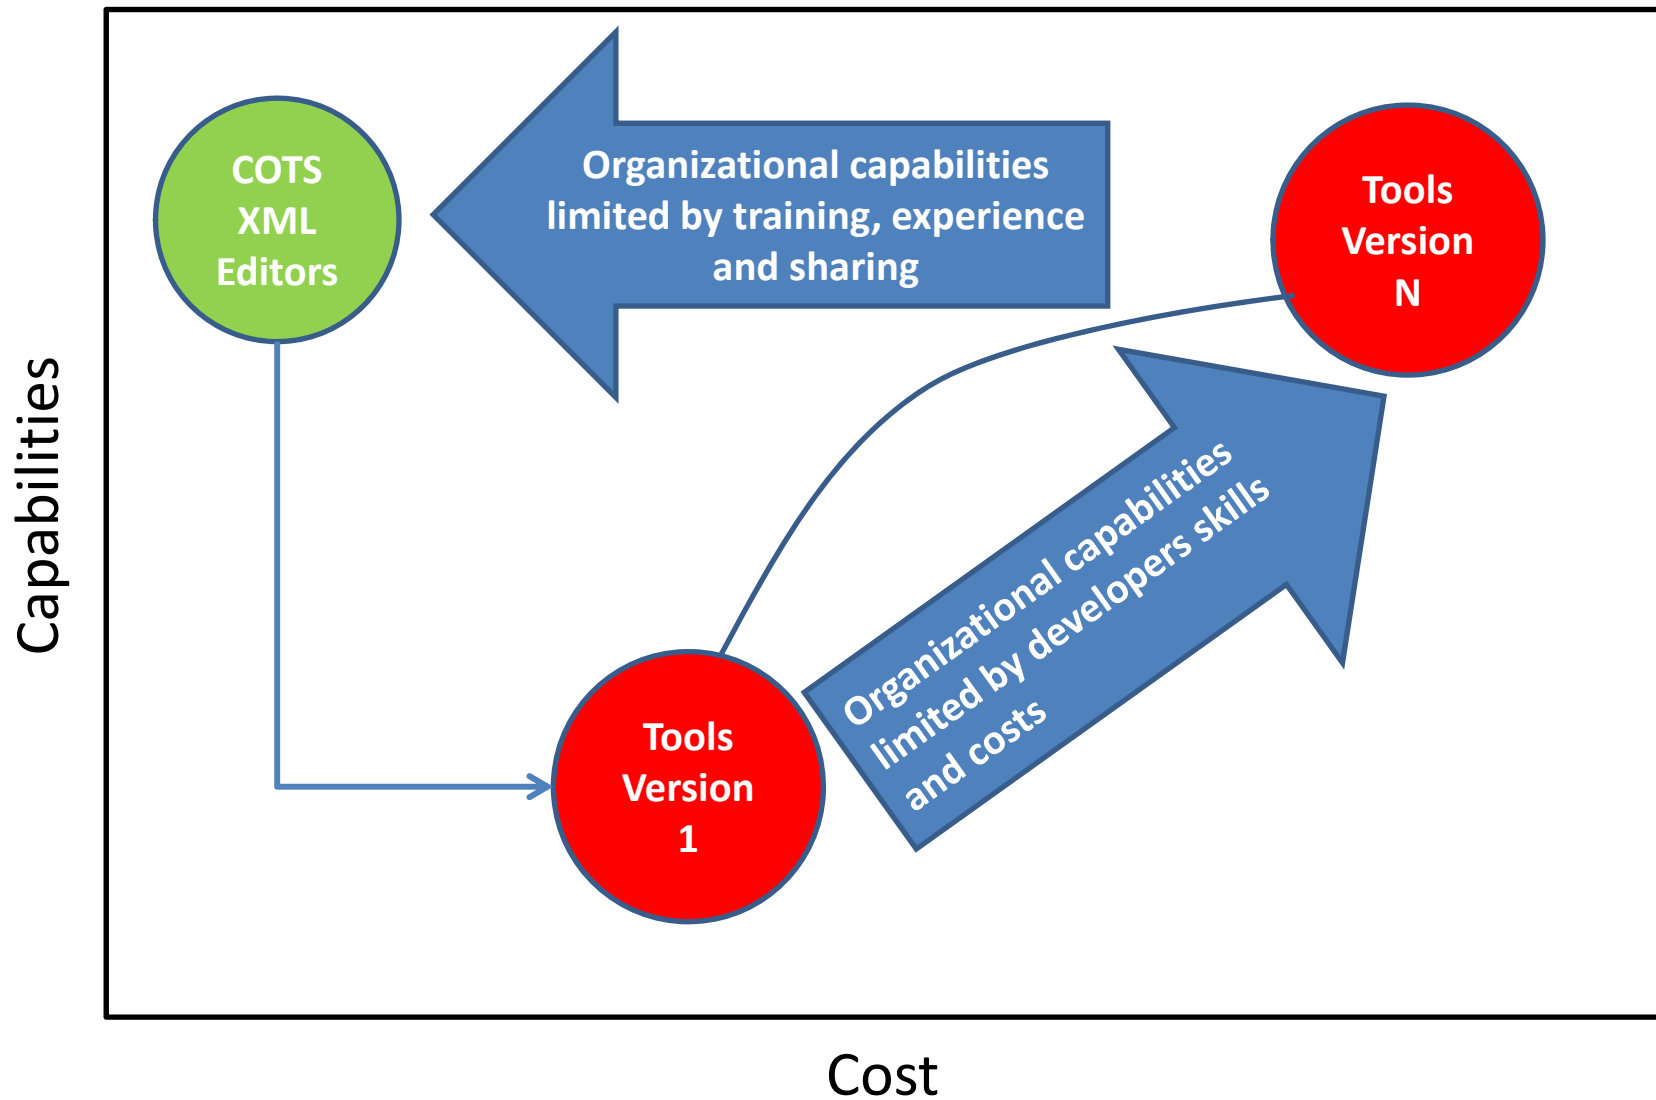 COTS
XML
Editors
Organizational capabilities
limited by training, experience
and sharing
Tools
Version
N
Capabilities
Organizational capabilities
limited by developers skills
and costs
Tools
Version
1
Cost